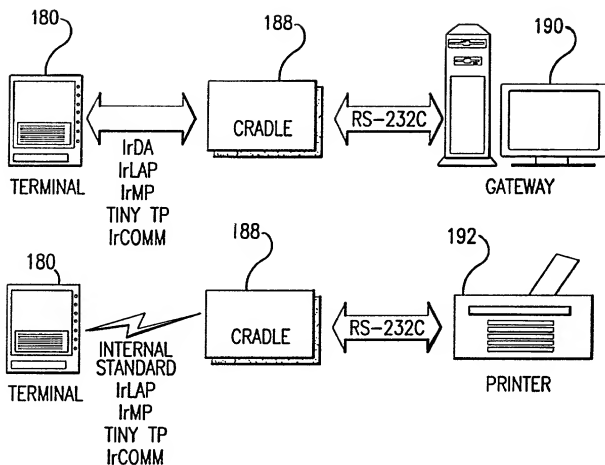 180
188
190
CRADLE
RS-232C
TERMINAL
GATEWAY
IrDA
IrLAP
IrMP
TINY TP
IrCOMM
180
188
192
CRADLE
RS-232C
TERMINAL
PRINTER
INTERNAL
STANDARD
IrLAP
IrMP
TINY TP
IrCOMM